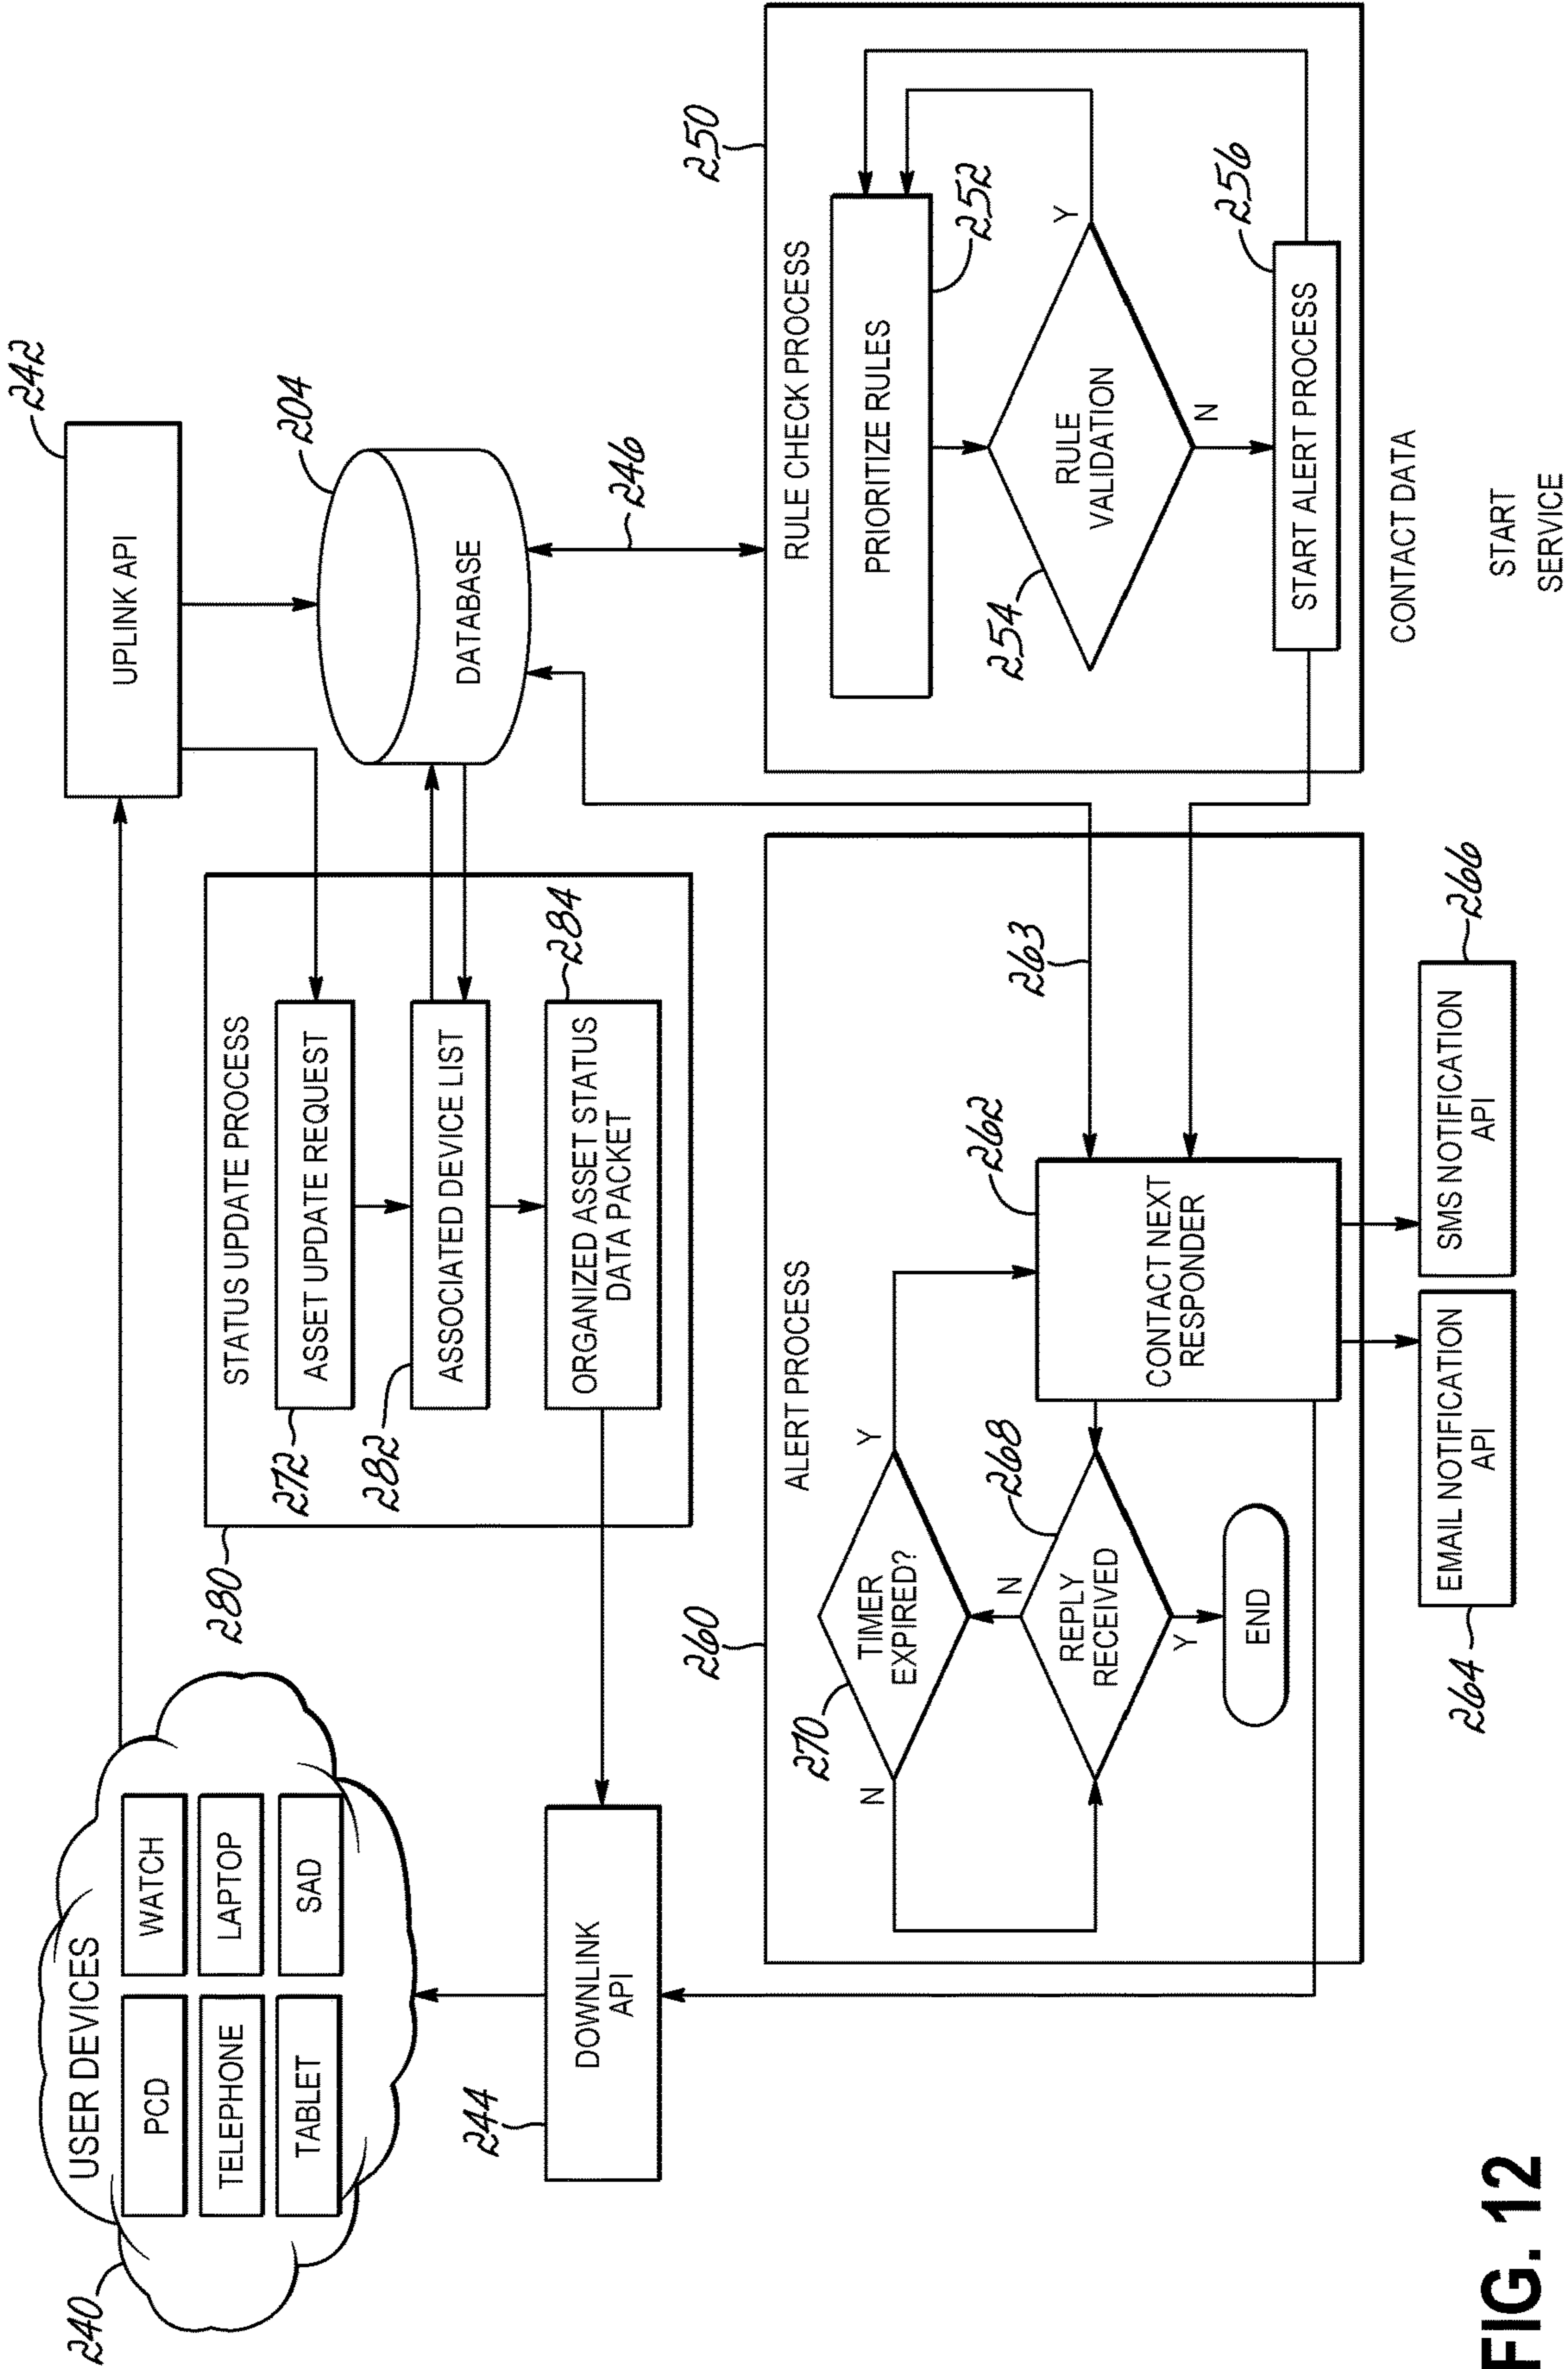 240
USER DEVICES
PCD
WATCH
TELEPHONE
LAPTOP
TABLET
SAD
UPLINK API
242
204
DATABASE
246
280
STATUS UPDATE PROCESS
272
ASSET UPDATE REQUEST
282
ASSOCIATED DEVICE LIST
284
ORGANIZED ASSET STATUS
DATA PACKET
244
DOWNLINK
API
260
ALERT PROCESS
270
TIMER
EXPIRED?
N
Y
268
REPLY
RECEIVED
N
Y
END
262
CONTACT NEXT
RESPONDER
263
264
EMAIL NOTIFICATION
API
SMS NOTIFICATION
API
266
250
RULE CHECK PROCESS
PRIORITIZE RULES
252
254
RULE
VALIDATION
Y
N
START ALERT PROCESS
256
CONTACT DATA
START
SERVICE
FIG. 12